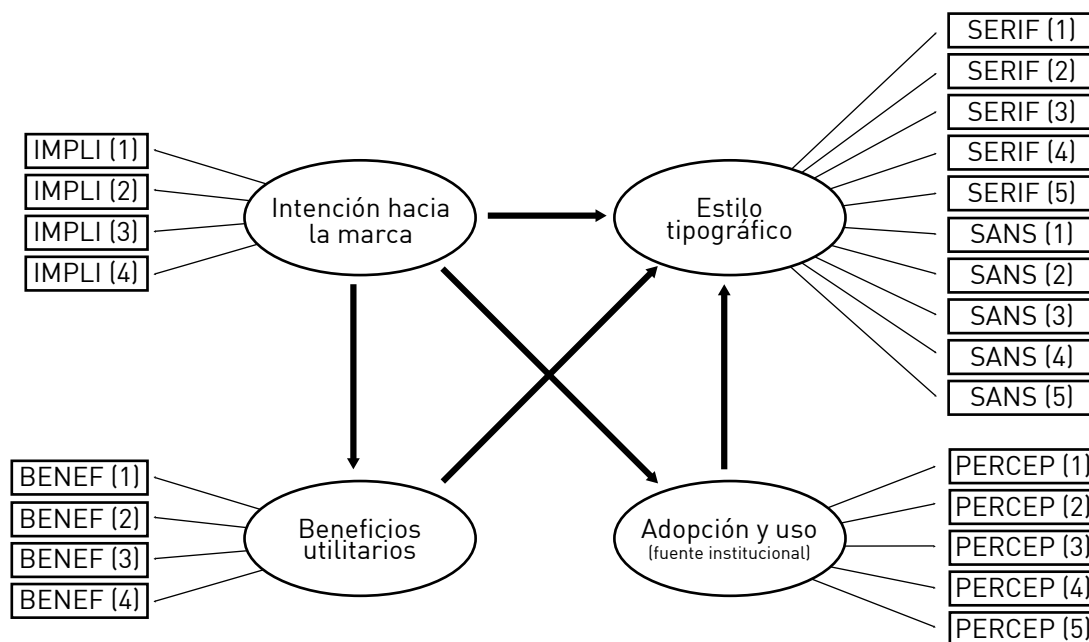 IMPLI (1)
IMPLI (2)
IMPLI (3)
IMPLI (4)
Intención hacia
la marca
Estilo
tipográfico
SERIF (1)
SERIF (2)
SERIF (3)
SERIF (4)
SERIF (5)
SANS (1)
SANS (2)
SANS (3)
SANS (4)
SANS (5)
BENEF (1)
BENEF (2)
BENEF (3)
BENEF (4)
Beneficios
utilitarios
Adopción y uso
(fuente institucional)
PERCEP (1)
PERCEP (2)
PERCEP (3)
PERCEP (4)
PERCEP (5)